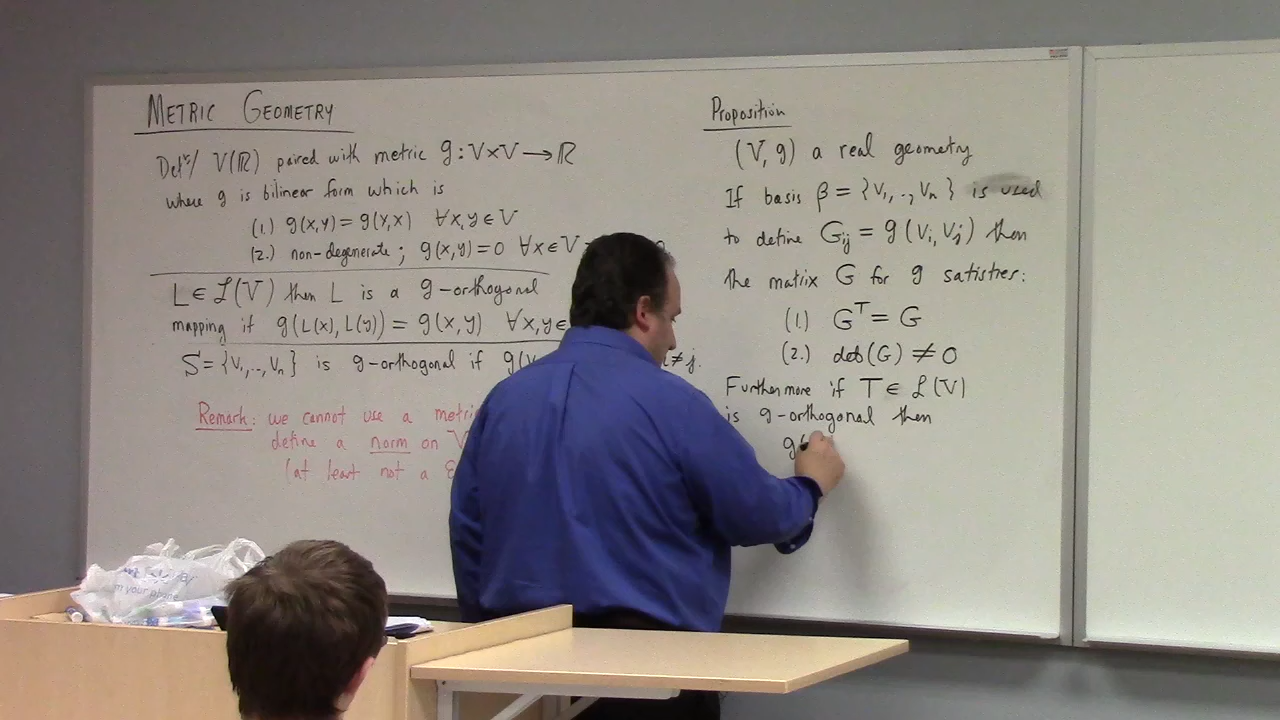 METRIC GEOMETRY
Defⁿ/ V(ℝ) paired with metric g : V×V → ℝ
where g is bilinear form which is
(1.) g(x,y) = g(y,x) ∀x,y ∈ V
(2.) non-degenerate ; g(x,y) = 0 ∀x ∈ V
L ∈ ℒ(V) then L is a g-orthogonal
mapping if g(L(x), L(y)) = g(x,y) ∀x,y ∈
S = {v₁,..,vₙ} is g-orthogonal if g(v ≠ j.
Remark: we cannot use a metri
define a norm on V
(at least not a
Proposition
(V, g) a real geometry
If basis β = {v₁,..,vₙ} is used
to define Gᵢⱼ = g(vᵢ,vⱼ) then
the matrix G for g satisfies:
(1.) Gᵀ = G
(2.) det(G) ≠ 0
Furthermore if T ∈ ℒ(V)
is g-orthogonal then
g(
m your phone